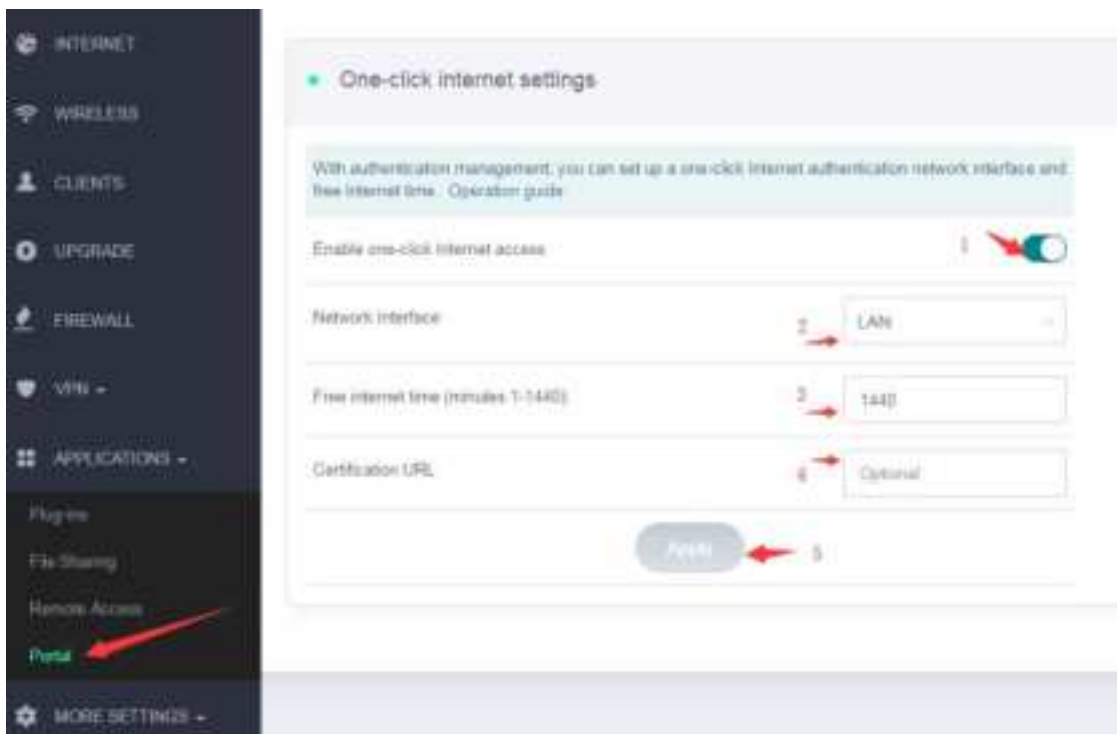 INTERNET
WIRELESS
CLIENTS
UPGRADE
FIREWALL
VPN
APPLICATIONS
Plug-ins
File Sharing
Remote Access
Portal
MORE SETTINGS
One-click internet settings
With authentication management, you can set up a one-click Internet authentication network interface and
free Internet time. Operation guide
Enable one-click Internet access
1
Network interface
2
LAN
Free internet time (minutes 1-1440)
3
1440
Certification URL
4
Optional
Apply
5